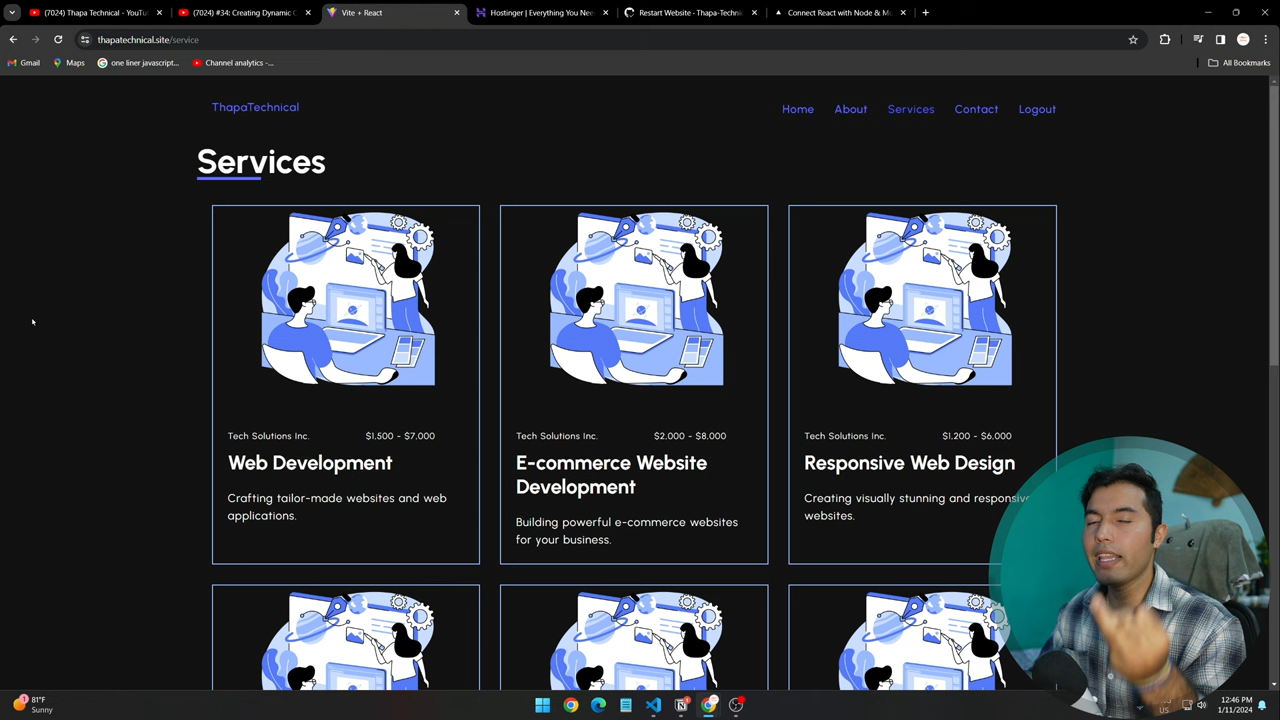 (7024) Thapa Technical - YouTu
(7024) #34: Creating Dynamic C
Vite + React
Hostinger | Everything You Nee
Restart Website · Thapa-Techni
Connect React with Node & Mo
thapatechnical.site/service
Gmail
Maps
one liner javascript...
Channel analytics -...
All Bookmarks
ThapaTechnical
Home
About
Services
Contact
Logout
Services
Tech Solutions Inc.
$1,500 - $7,000
Web Development
Crafting tailor-made websites and web
applications.
Tech Solutions Inc.
$2,000 - $8,000
E-commerce Website
Development
Building powerful e-commerce websites
for your business.
Tech Solutions Inc.
$1,200 - $6,000
Responsive Web Design
Creating visually stunning and responsive
websites.
81°F
Sunny
US
12:46 PM
1/11/2024